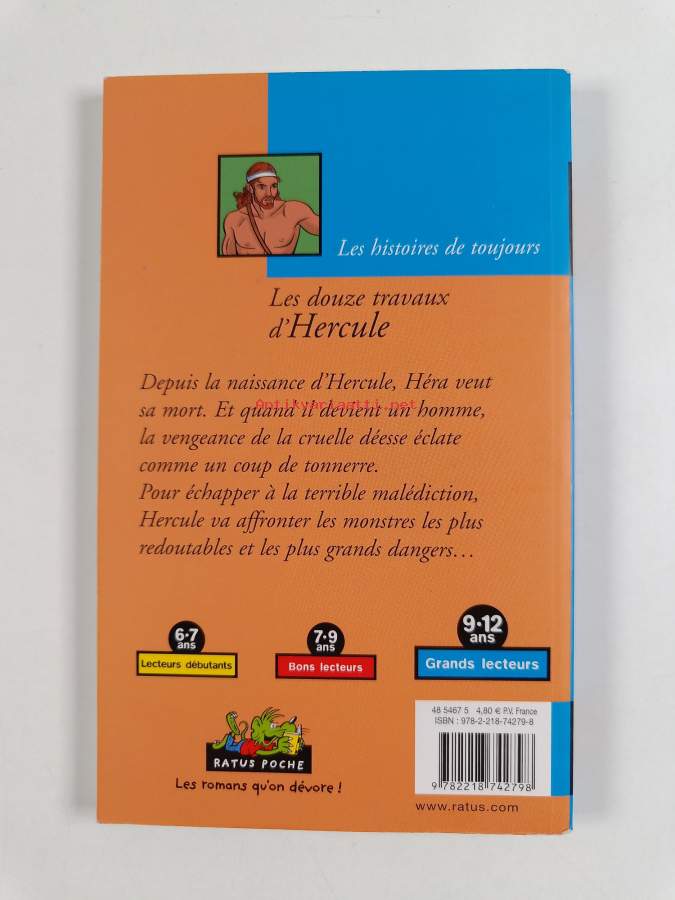 Les histoires de toujours
Les douze travaux
d'Hercule
Depuis la naissance d'Hercule, Héra veut
sa mort. Et quand il devient un homme,
Antikvariaatti.net
la vengeance de la cruelle déesse éclate
comme un coup de tonnerre.
Pour échapper à la terrible malédiction,
Hercule va affronter les monstres les plus
redoutables et les plus grands dangers…
6•7
ans
Lecteurs débutants
7•9
ans
Bons lecteurs
9•12
ans
Grands lecteurs
RATUS POCHE
Les romans qu'on dévore !
48 5467 5 4,80 € P.V. France
ISBN : 978-2-218-74279-8
9 782218 742798
www.ratus.com